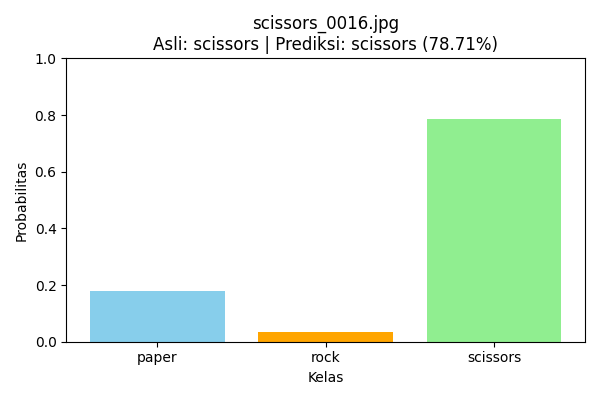 scissors_0016.jpg
Asli: scissors | Prediksi: scissors (78.71%)
1.0
0.8
0.6
0.4
0.2
0.0
Probabilitas
paper rock scissors
Kelas